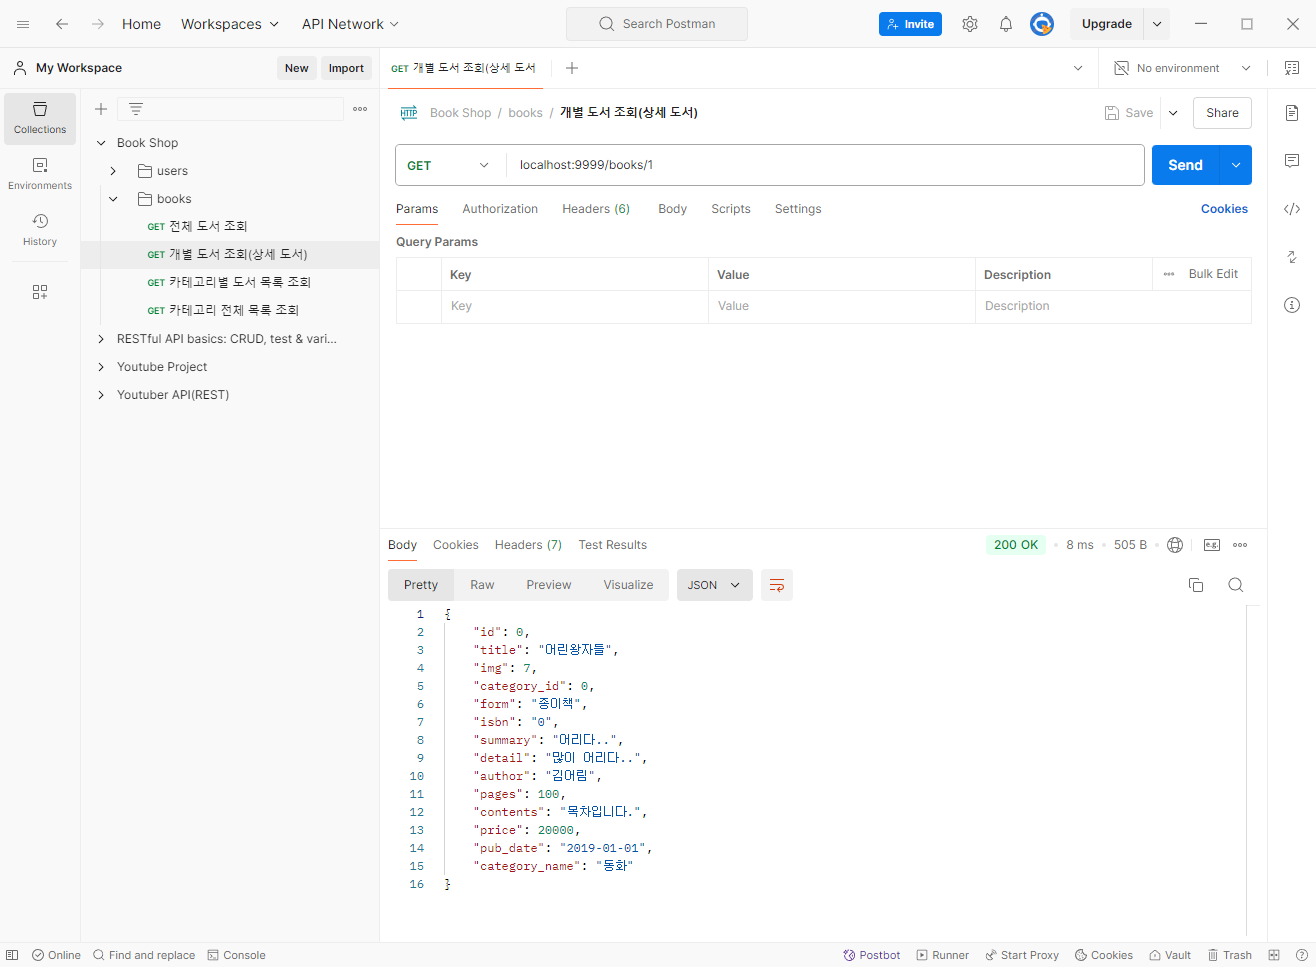 Home Workspaces API Network Search Postman Invite Upgrade
My Workspace New Import GET 개별 도서 조회(상세 도서 No environment
Collections
Environments
History
Book Shop
users
books
GET 전체 도서 조회
GET 개별 도서 조회(상세 도서)
GET 카테고리별 도서 목록 조회
GET 카테고리 전체 목록 조회
RESTful API basics: CRUD, test & vari...
Youtube Project
Youtuber API(REST)
HTTP Book Shop / books / 개별 도서 조회(상세 도서) Save Share
GET localhost:9999/books/1 Send
Params Authorization Headers (6) Body Scripts Settings Cookies
Query Params
Key Value Description Bulk Edit
Key Value Description
Body Cookies Headers (7) Test Results 200 OK 8 ms 505 B e.g.
Pretty Raw Preview Visualize JSON
1 {
2 "id": 0,
3 "title": "어린왕자들",
4 "img": 7,
5 "category_id": 0,
6 "form": "종이책",
7 "isbn": "0",
8 "summary": "어리다..",
9 "detail": "많이 어리다..",
10 "author": "김어림",
11 "pages": 100,
12 "contents": "목차입니다.",
13 "price": 20000,
14 "pub_date": "2019-01-01",
15 "category_name": "동화"
16 }
Online Find and replace Console Postbot Runner Start Proxy Cookies Vault Trash